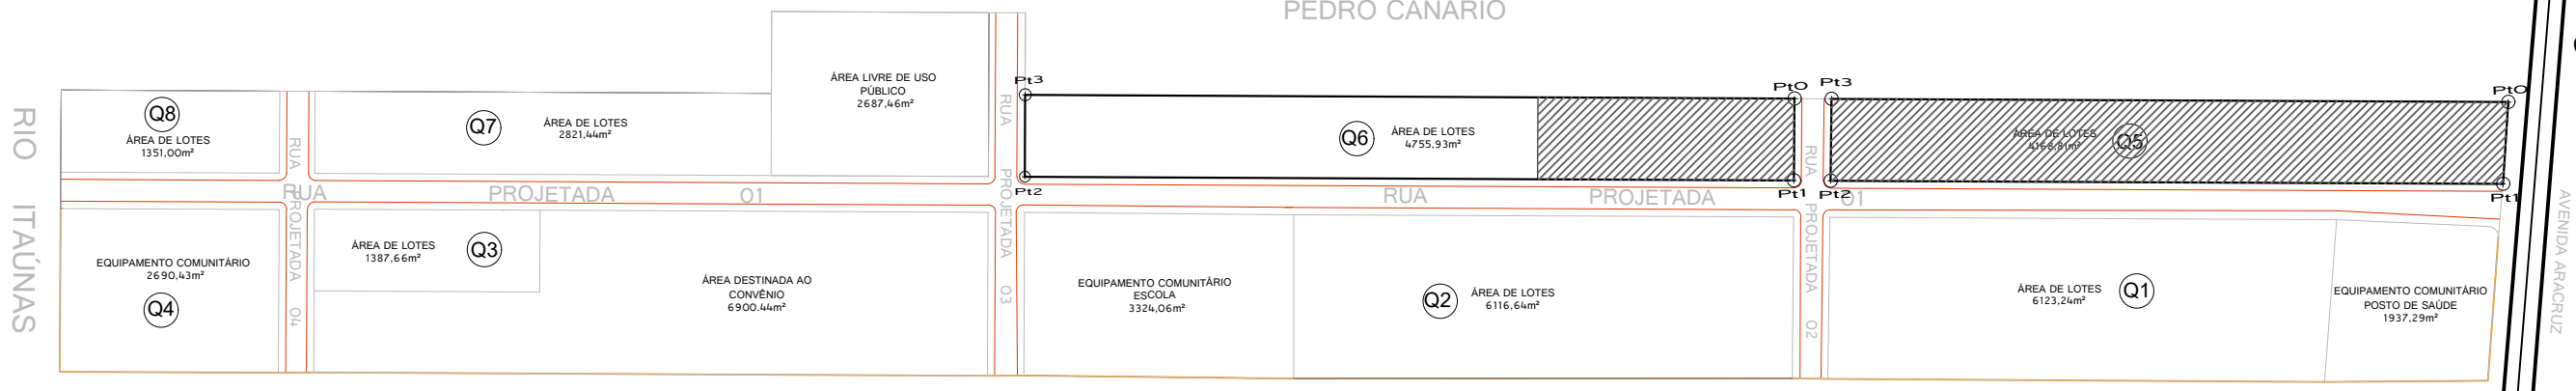 PEDRO CANARIO
RIO ITAÚNAS
Q8
ÁREA DE LOTES
1351,00m²
Q7
ÁREA DE LOTES
2821,44m²
ÁREA LIVRE DE USO
PÚBLICO
2687,46m²
Pt3
Q6
ÁREA DE LOTES
4755,93m²
Pt0
Pt3
ÁREA DE LOTES
4168,81m²
Q5
Pt0
Pt2
Pt1
Pt2
Pt1
RUA PROJETADA 01
RUA PROJETADA 01
RUA PROJETADA 04
RUA PROJETADA 03
RUA PROJETADA 02
AVENIDA ARACRUZ
EQUIPAMENTO COMUNITÁRIO
2690,43m²
Q4
ÁREA DE LOTES
1387,66m²
Q3
ÁREA DESTINADA AO
CONVÊNIO
6900.44m²
EQUIPAMENTO COMUNITÁRIO
ESCOLA
3324,06m²
Q2
ÁREA DE LOTES
6116,64m²
ÁREA DE LOTES
6123,24m²
Q1
EQUIPAMENTO COMUNITÁRIO
POSTO DE SAÚDE
1937,29m²